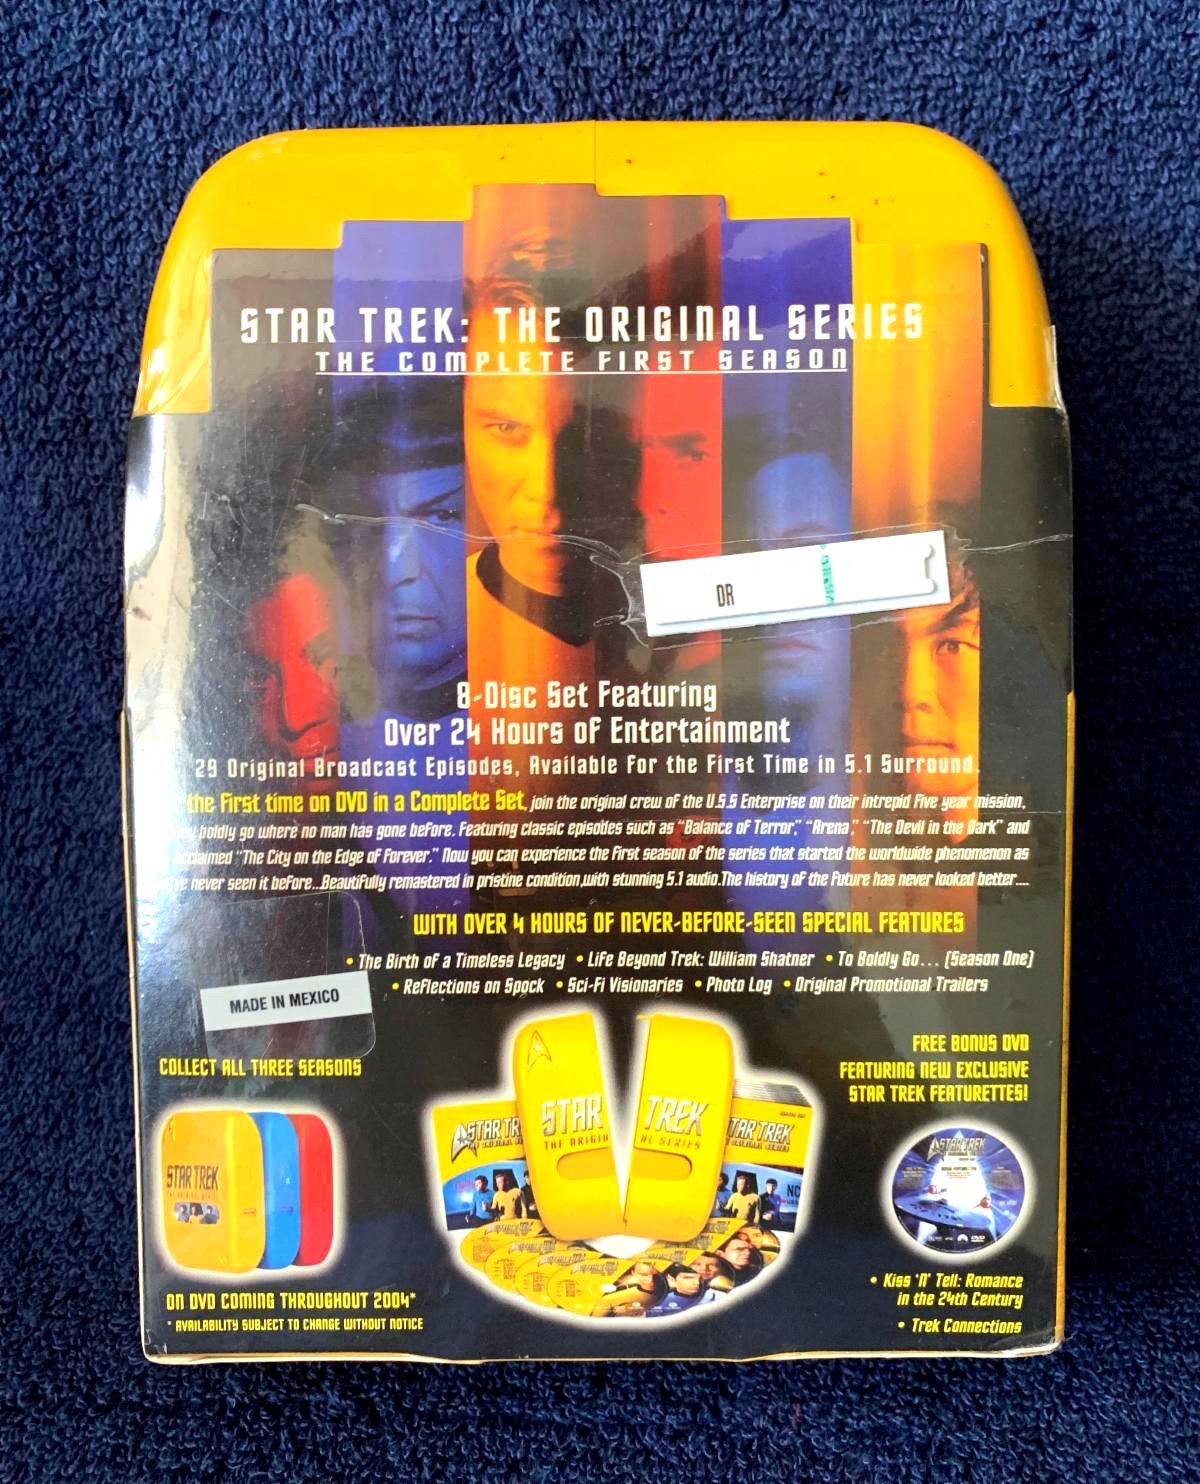 STAR TREK: THE ORIGINAL SERIES
THE COMPLETE FIRST SEASON
DR
8-Disc Set Featuring
Over 24 Hours of Entertainment
29 Original Broadcast Episodes, Available For the First Time in 5.1 Surround.
the First time on DVD in a Complete Set, join the original crew of the U.S.S Enterprise on their intrepid Five year mission,
boldly go where no man has gone before. Featuring classic episodes such as “Balance of Terror,” “Arena,” “The Devil in the Dark” and
“The City on the Edge of Forever.” Now you can experience the First season of the series that started the worldwide phenomenon as
never seen it before...Beautifully remastered in pristine condition,with stunning 5.1 audio.The history of the Future has never looked better....
WITH OVER 4 HOURS OF NEVER-BEFORE-SEEN SPECIAL FEATURES
• The Birth of a Timeless Legacy • Life Beyond Trek: William Shatner • To Boldly Go... (Season One)
• Reflections on Spock • Sci-Fi Visionaries • Photo Log • Original Promotional Trailers
MADE IN MEXICO
COLLECT ALL THREE SEASONS
STAR TREK
ON DVD COMING THROUGHOUT 2004*
* AVAILABILITY SUBJECT TO CHANGE WITHOUT NOTICE
STAR TREK
THE ORIGIN AL SERIES
STAR TR
TAR TREK
FREE BONUS DVD
FEATURING NEW EXCLUSIVE
STAR TREK FEATURETTES!
STAR TREK
• Kiss 'N' Tell: Romance
in the 24th Century
• Trek Connections